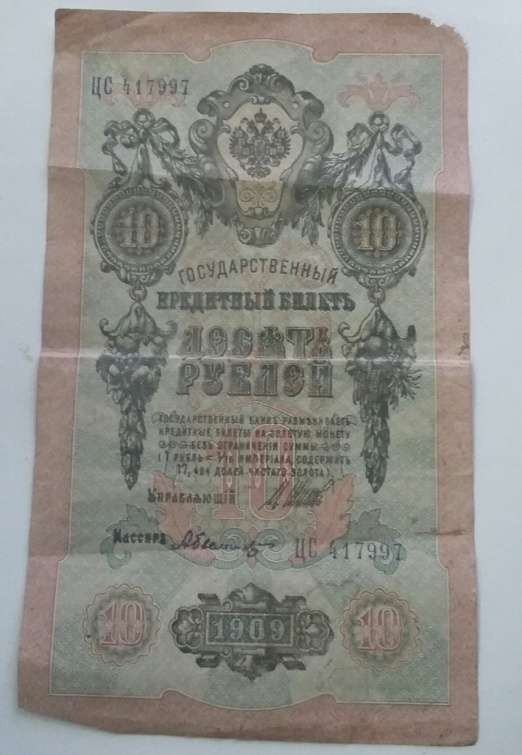 ЦС 417997
10 10
ГОСУДАРСТВЕННЫЙ
КРЕДИТНЫЙ БИЛЕТЪ
ДЕСЯТЬ
РУБЛЕЙ
ГОСУДАРСТВЕННЫЙ БАНКЪ РАЗМѢНИВАЕТЪ
КРЕДИТНЫЕ БИЛЕТЫ НА ЗОЛОТУЮ МОНЕТУ
БЕЗЪ ОГРАНИЧЕНІЯ СУММЫ
(1 РУБЛЬ = 1/15 ИМПЕРІАЛА, СОДЕРЖИТЪ
17,424 ДОЛЕЙ ЧИСТАГО ЗОЛОТА)
10
Управляющій
Кассиръ
ЦС 417997
10 1909 10